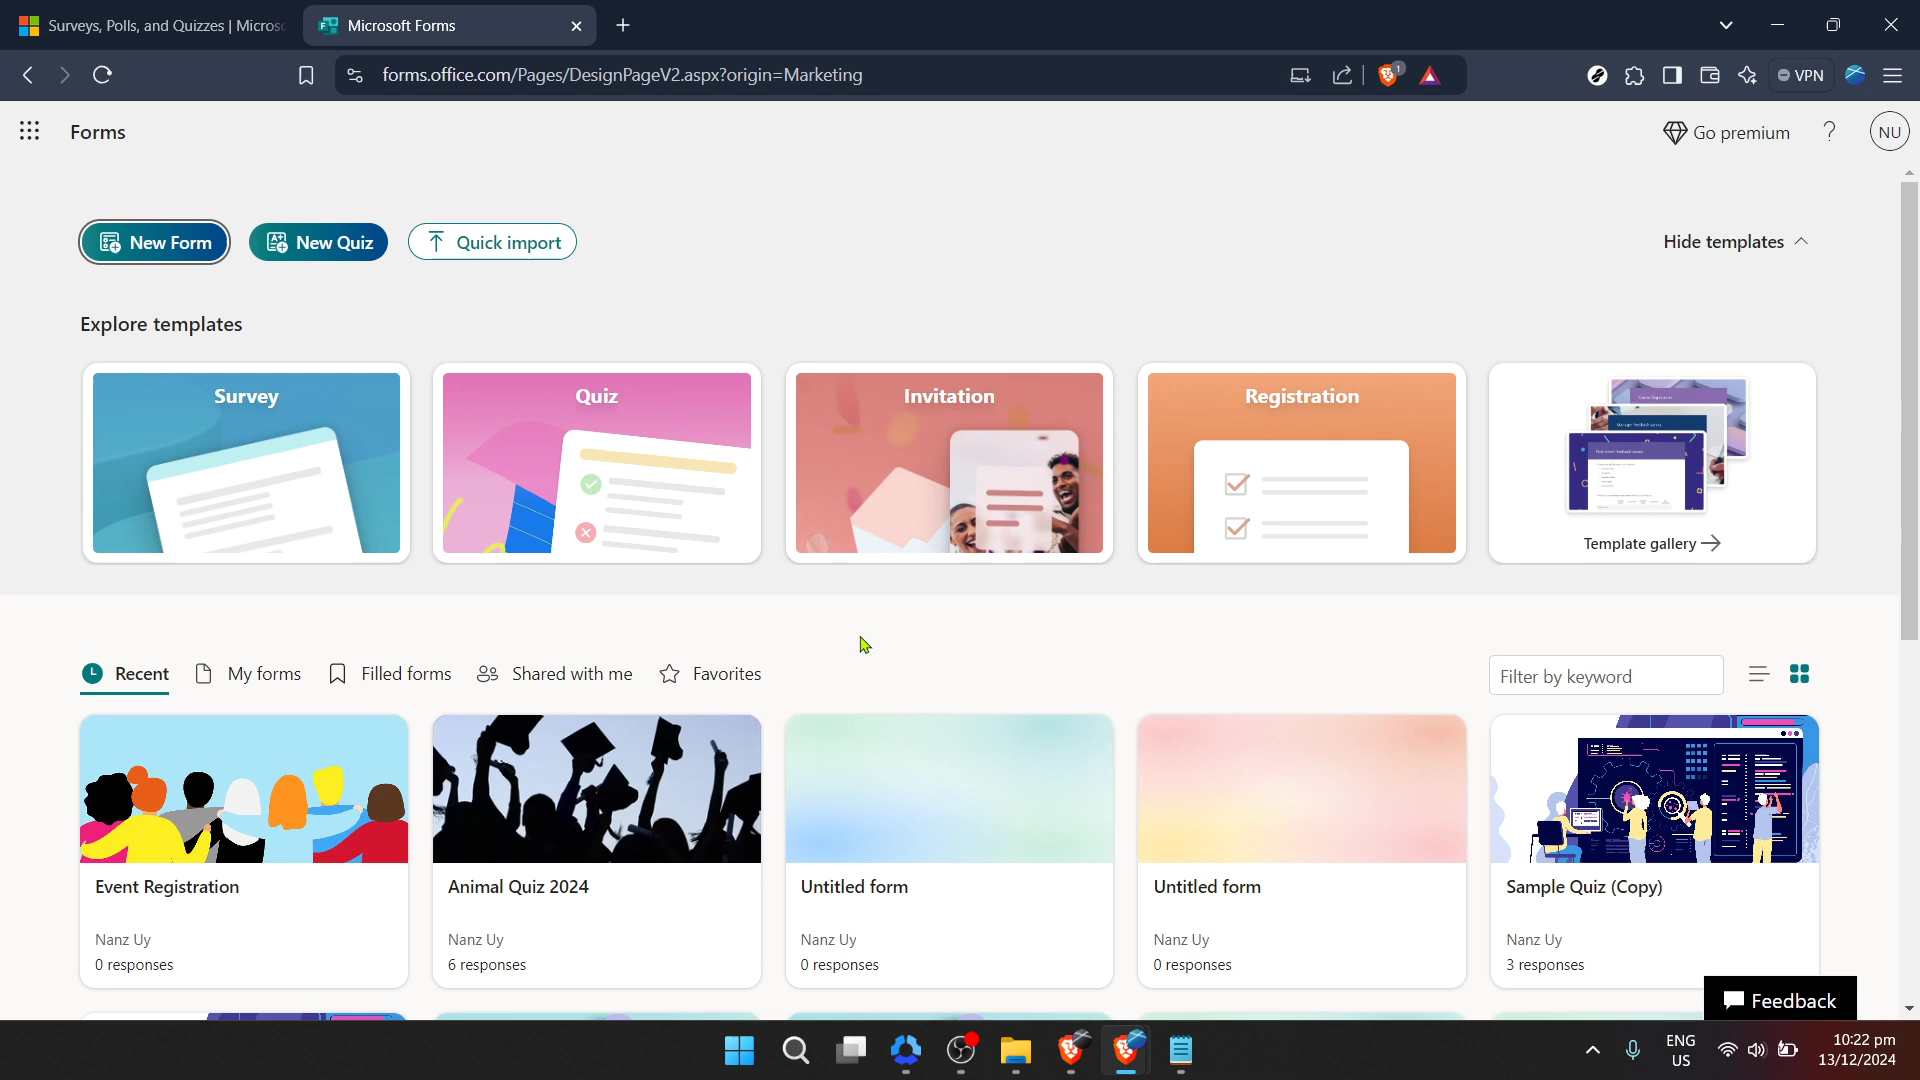 Surveys, Polls, and Quizzes | Micros
Microsoft Forms
forms.office.com/Pages/DesignPageV2.aspx?origin=Marketing
1
VPN
Forms
Go premium
?
NU
New Form
New Quiz
Quick import
Hide templates
Explore templates
Survey
Quiz
Invitation
Registration
Template gallery
Recent
My forms
Filled forms
Shared with me
Favorites
Filter by keyword
Event Registration
Animal Quiz 2024
Untitled form
Untitled form
Sample Quiz (Copy)
Nanz Uy
Nanz Uy
Nanz Uy
Nanz Uy
Nanz Uy
0 responses
6 responses
0 responses
0 responses
3 responses
Feedback
ENG
US
10:22 pm
13/12/2024